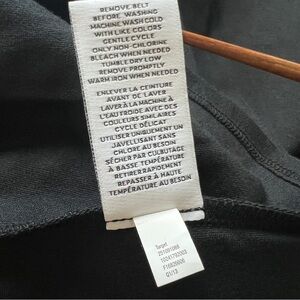 REMOVE BELT
BEFORE WASHING
MACHINE WASH COLD
WITH LIKE COLORS
GENTLE CYCLE
ONLY NON-CHLORINE
BLEACH WHEN NEEDED
TUMBLE DRY LOW
REMOVE PROMPTLY
WARM IRON WHEN NEEDED
ENLEVER LA CEINTURE
AVANT DE LAVER
LAVER À LA MACHINE À
L'EAU FROIDE AVEC DES
COULEURS SIMILAIRES
CYCLE DÉLICAT
UTILISER UNIQUEMENT UN
JAVELLISANT SANS
CHLORE AU BESOIN
SÉCHER PAR CULBUTAGE
À BASSE TEMPÉRATURE
RETIRER RAPIDEMENT
REPASSER À HAUTE
TEMPÉRATURE AU BESOIN
Target
Q1/13